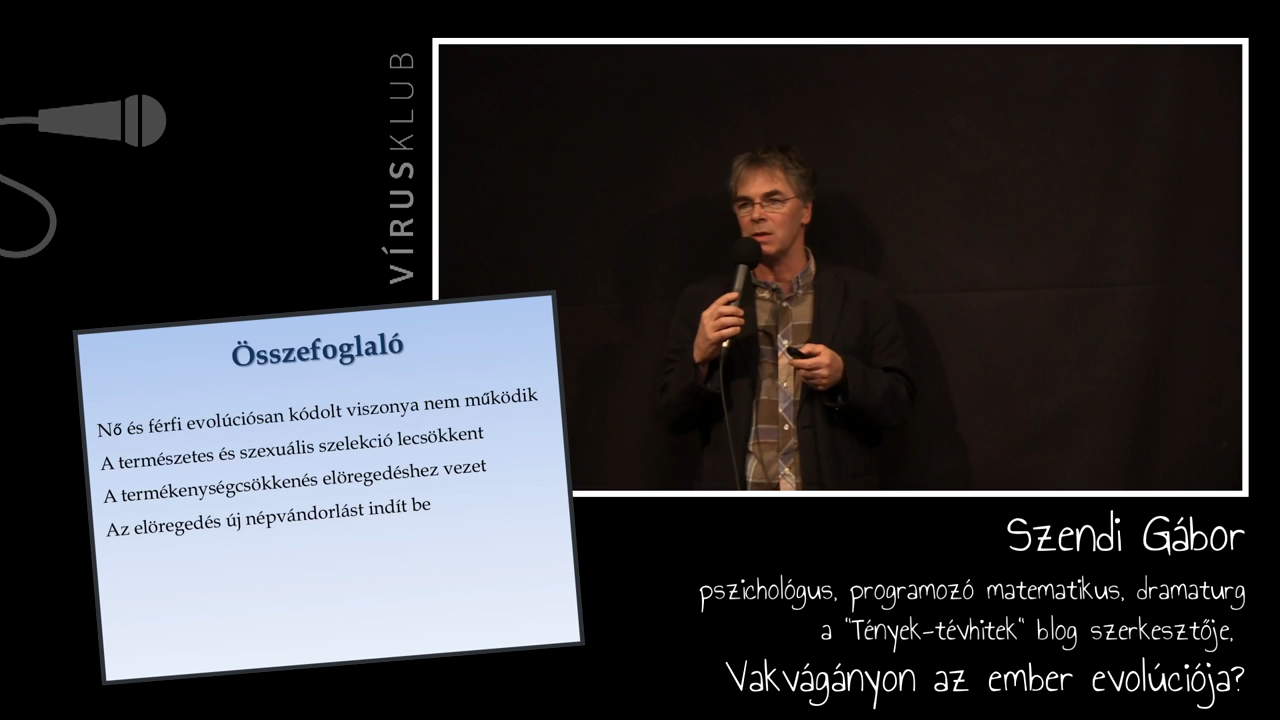 VÍRUSKLUB
Összefoglaló
Nő és férfi evolúciósan kódolt viszonya nem működik
A természetes és szexuális szelekció lecsökkent
A termékenységcsökkenés elöregedéshez vezet
Az elöregedés új népvándorlást indít be
Szendi Gábor
pszichológus, programozó matematikus, dramaturg
a "Tények-tévhitek" blog szerkesztője,
Vakvágányon az ember evolúciója?